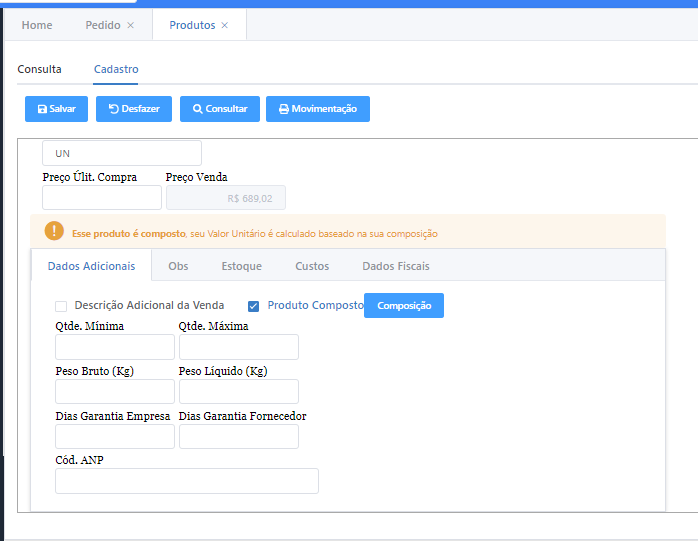 Home Pedido × Produtos ×
Consulta Cadastro
Salvar Desfazer Consultar Movimentação
UN
Preço Úlit. Compra Preço Venda
R$ 689,02
! Esse produto é composto, seu Valor Unitário é calculado baseado na sua composição
Dados Adicionais Obs Estoque Custos Dados Fiscais
Descrição Adicional da Venda Produto Composto Composição
Qtde. Mínima Qtde. Máxima
Peso Bruto (Kg) Peso Líquido (Kg)
Dias Garantia Empresa Dias Garantia Fornecedor
Cód. ANP